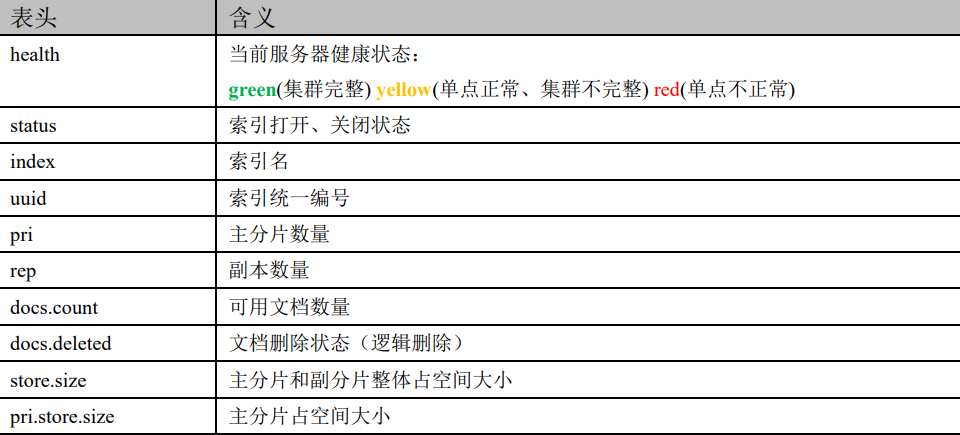 表头 含义
health 当前服务器健康状态：
green(集群完整) yellow(单点正常、集群不完整) red(单点不正常)
status 索引打开、关闭状态
index 索引名
uuid 索引统一编号
pri 主分片数量
rep 副本数量
docs.count 可用文档数量
docs.deleted 文档删除状态（逻辑删除）
store.size 主分片和副分片整体占空间大小
pri.store.size 主分片占空间大小